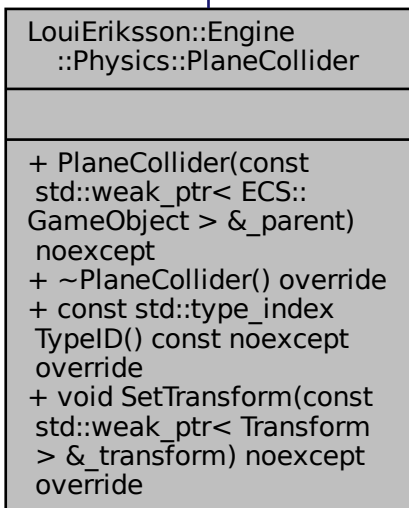 LouiEriksson::Engine
::Physics::PlaneCollider
+ PlaneCollider(const
std::weak_ptr< ECS::
GameObject > &_parent)
noexcept
+ ~PlaneCollider() override
+ const std::type_index
TypeID() const noexcept
override
+ void SetTransform(const
std::weak_ptr< Transform
> &_transform) noexcept
override